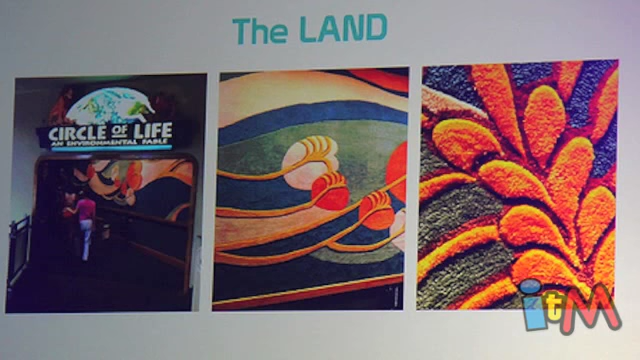 The LAND
CIRCLE OF LIFE
AN ENVIRONMENTAL FABLE
itM